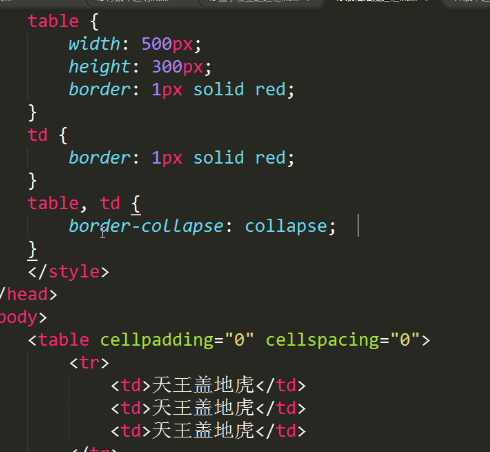 table {
width: 500px;
height: 300px;
border: 1px solid red;
}
td {
border: 1px solid red;
}
table, td {
border-collapse: collapse;
}
</style>
/head>
body>
<table cellpadding="0" cellspacing="0">
<tr>
<td>天王盖地虎</td>
<td>天王盖地虎</td>
<td>天王盖地虎</td>